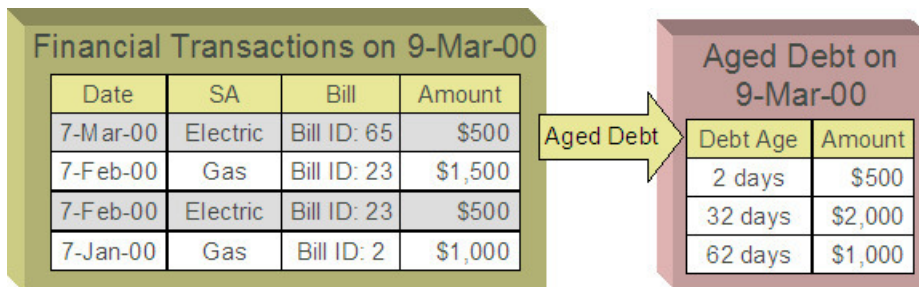 Financial Transactions on 9-Mar-00
Date SA Bill Amount
7-Mar-00 Electric Bill ID: 65 $500
7-Feb-00 Gas Bill ID: 23 $1,500
7-Feb-00 Electric Bill ID: 23 $500
7-Jan-00 Gas Bill ID: 2 $1,000
Aged Debt
Aged Debt on
9-Mar-00
Debt Age Amount
2 days $500
32 days $2,000
62 days $1,000